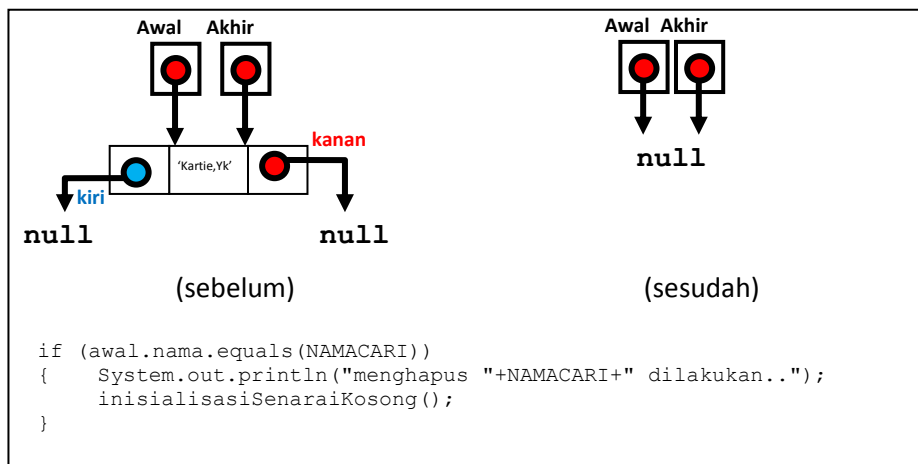 Awal Akhir
Awal Akhir
kanan
'Kartie,Yk'
kiri
null
null
null
(sebelum)
(sesudah)
if (awal.nama.equals(NAMACARI))
{ System.out.println("menghapus "+NAMACARI+" dilakukan..");
inisialisasiSenaraiKosong();
}